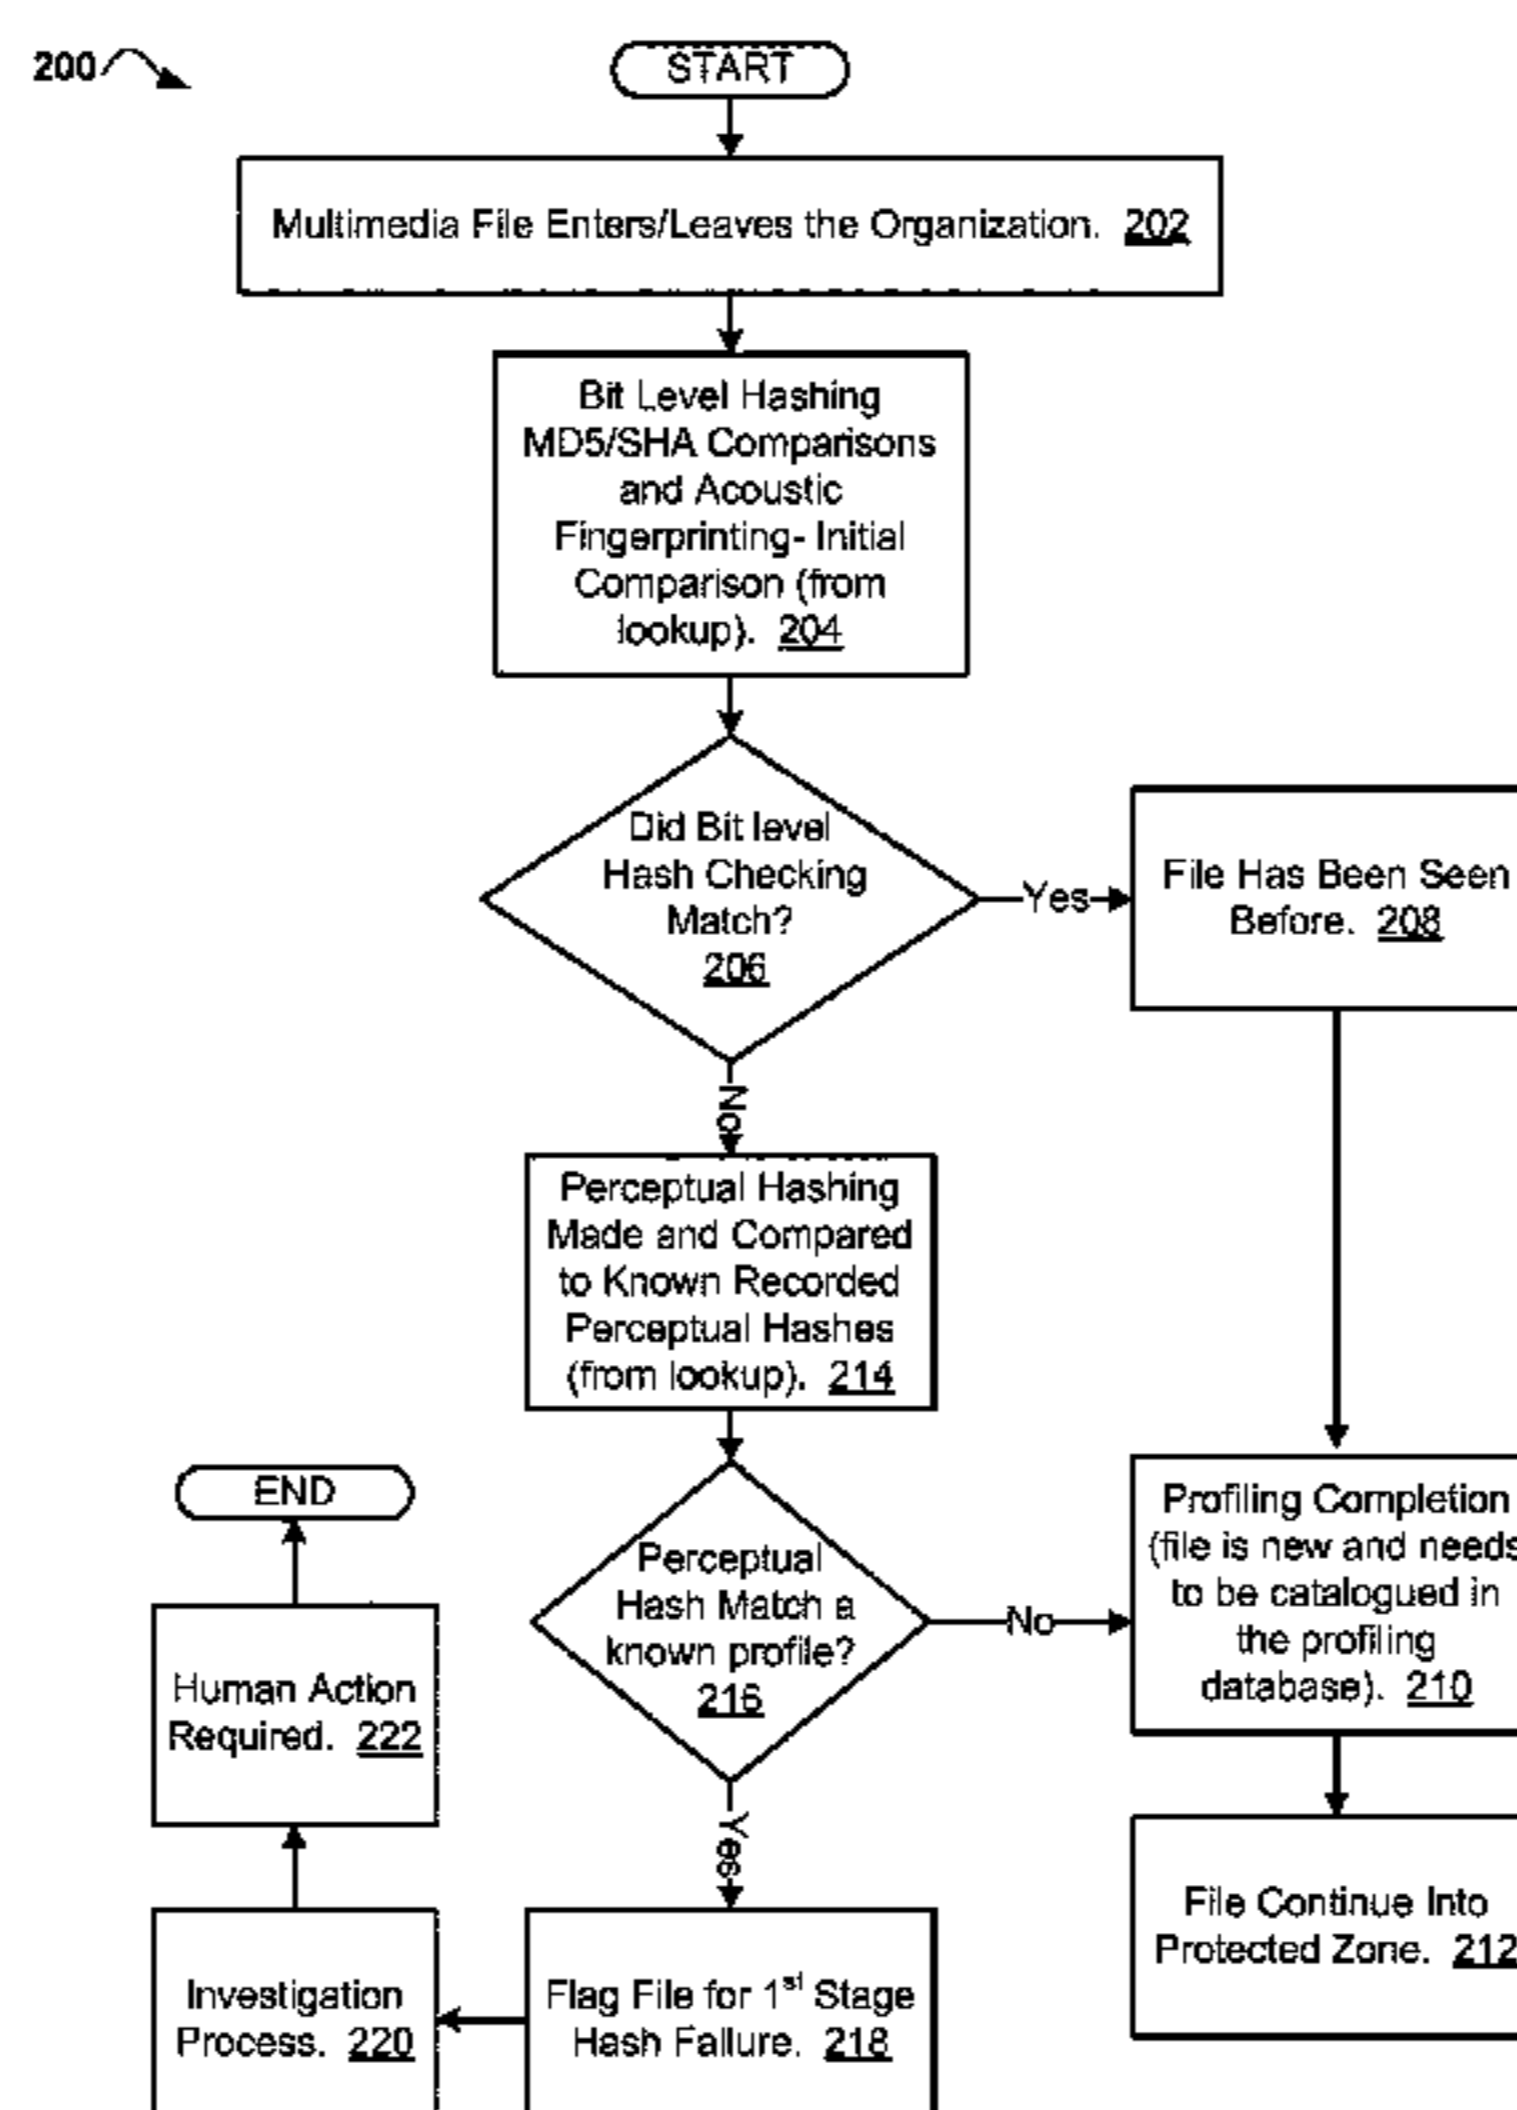 200
START
Multimedia File Enters/Leaves the Organization. 202
Bit Level Hashing
MD5/SHA Comparisons
and Acoustic
Fingerprinting- Initial
Comparison (from
lookup). 204
Did Bit level
Hash Checking
Match?
206
Yes
File Has Been Seen
Before. 208
No
Perceptual Hashing
Made and Compared
to Known Recorded
Perceptual Hashes
(from lookup). 214
Perceptual
Hash Match a
known profile?
216
No
Profiling Completion
(file is new and needs
to be catalogued in
the profiling
database). 210
File Continue Into
Protected Zone. 212
Yes
Flag File for 1st Stage
Hash Failure. 218
Investigation
Process. 220
Human Action
Required. 222
END